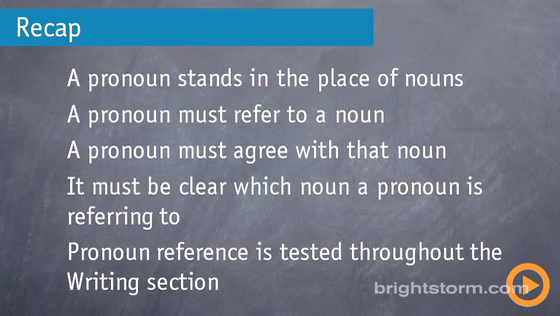 Recap
A pronoun stands in the place of nouns
A pronoun must refer to a noun
A pronoun must agree with that noun
It must be clear which noun a pronoun is
referring to
Pronoun reference is tested throughout the
Writing section
brightstorm.com